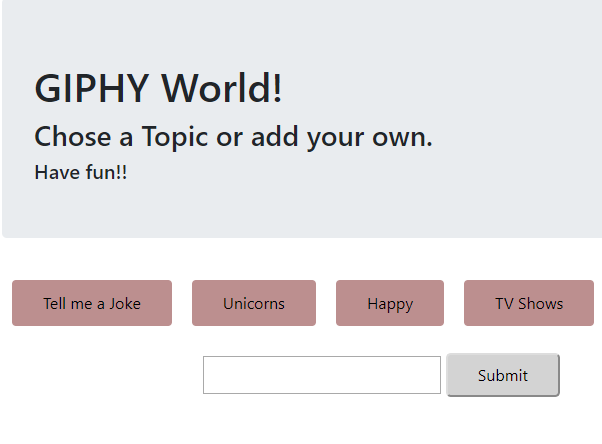 GIPHY World!
Chose a Topic or add your own.
Have fun!!
Tell me a Joke Unicorns Happy TV Shows
Submit